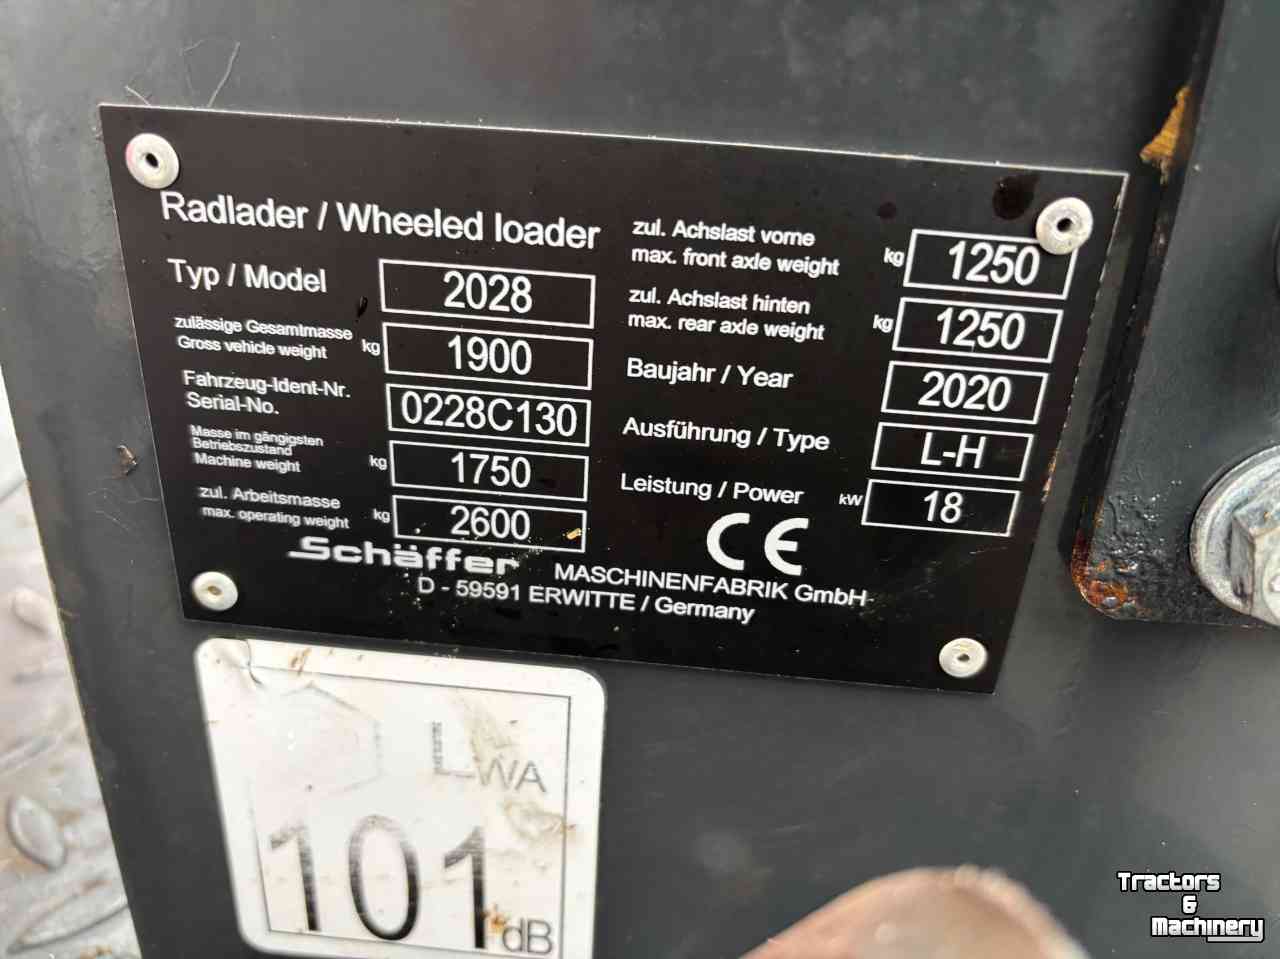 Radlader / Wheeled loader
Typ / Model 2028
zulässige Gesamtmasse
Gross vehicle weight kg 1900
Fahrzeug-Ident-Nr.
Serial-No. 0228C130
Masse im gängigsten
Betriebszustand
Machine weight kg 1750
zul. Arbeitsmasse
max. operating weight kg 2600
zul. Achslast vorne
max. front axle weight kg 1250
zul. Achslast hinten
max. rear axle weight kg 1250
Baujahr / Year 2020
Ausführung / Type L-H
Leistung / Power kW 18
CE
Schäffer MASCHINENFABRIK GmbH
D - 59591 ERWITTE / Germany
LWA
101 dB
Tractors
&
Machinery